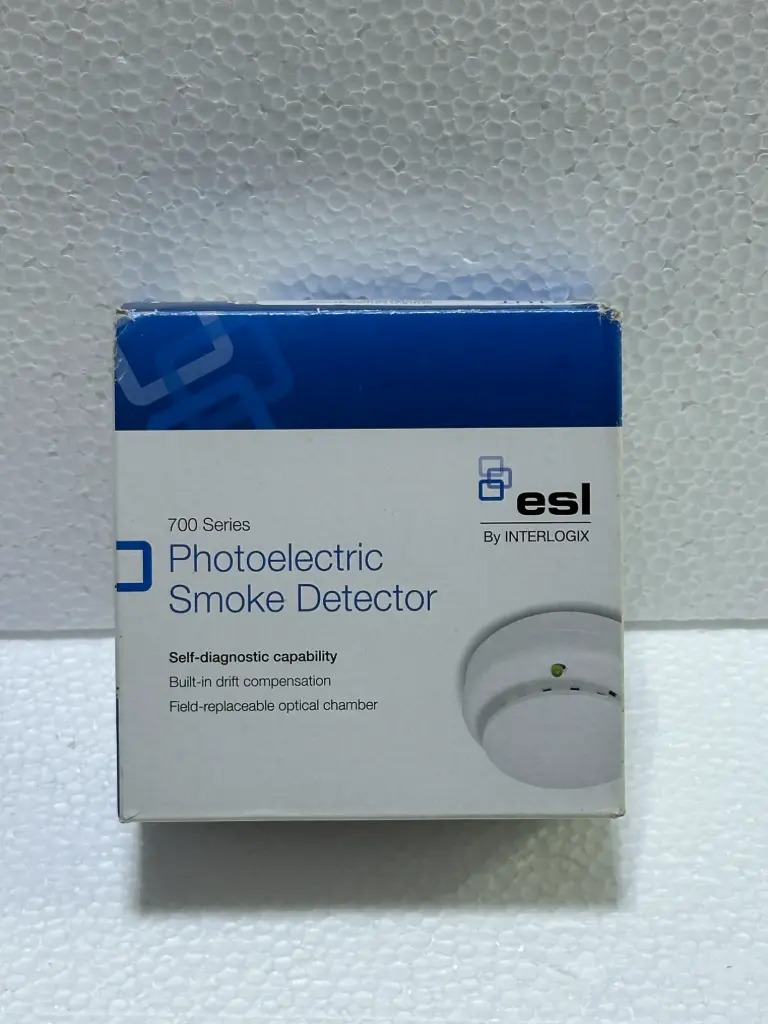 esl
By INTERLOGIX
700 Series
Photoelectric
Smoke Detector
Self-diagnostic capability
Built-in drift compensation
Field-replaceable optical chamber